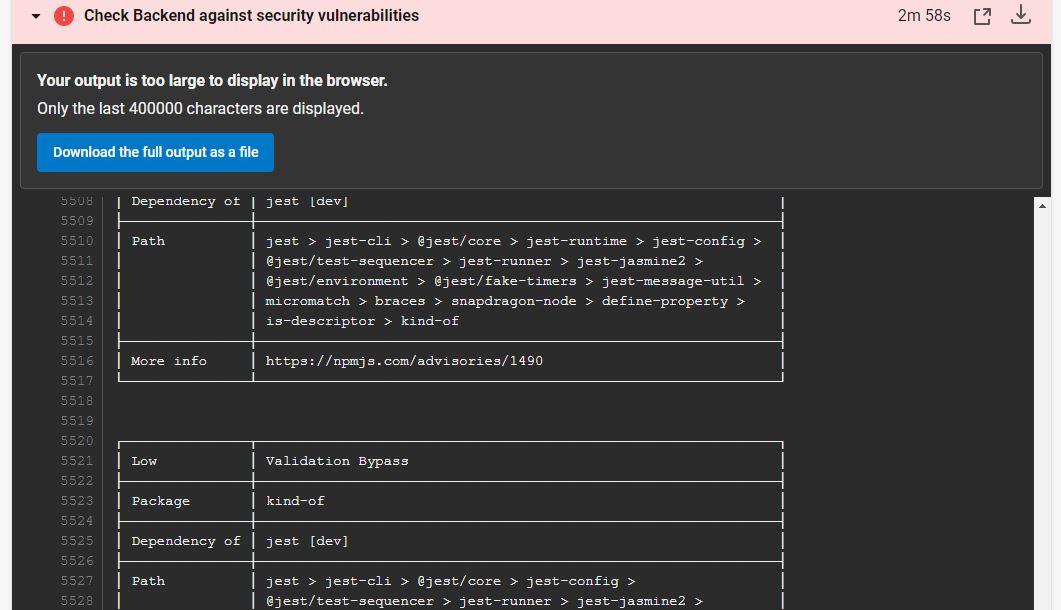 Check Backend against security vulnerabilities 2m 58s
Your output is too large to display in the browser.
Only the last 400000 characters are displayed.
Download the full output as a file
5508 Dependency of jest [dev]
5509
5510 Path jest > jest-cli > @jest/core > jest-runtime > jest-config >
5511 @jest/test-sequencer > jest-runner > jest-jasmine2 >
5512 @jest/environment > @jest/fake-timers > jest-message-util >
5513 micromatch > braces > snapdragon-node > define-property >
5514 is-descriptor > kind-of
5515
5516 More info https://npmjs.com/advisories/1490
5517
5518
5519
5520
5521 Low Validation Bypass
5522
5523 Package kind-of
5524
5525 Dependency of jest [dev]
5526
5527 Path jest > jest-cli > @jest/core > jest-config >
5528 @jest/test-sequencer > jest-runner > jest-jasmine2 >